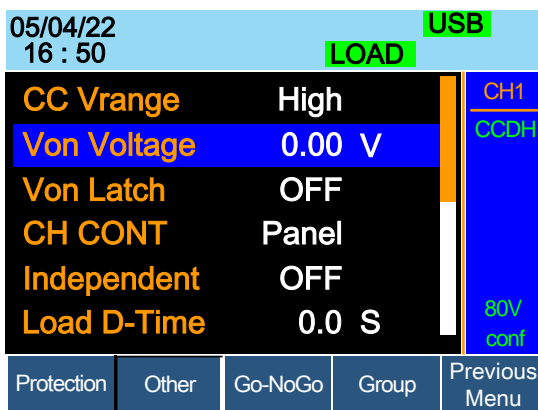 05/04/22 USB
16 : 50 LOAD
CC Vrange High
Von Voltage 0.00 V
Von Latch OFF
CH CONT Panel
Independent OFF
Load D-Time 0.0 S
CH1
CCDH
80V
conf
Protection Other Go-NoGo Group Previous
Menu